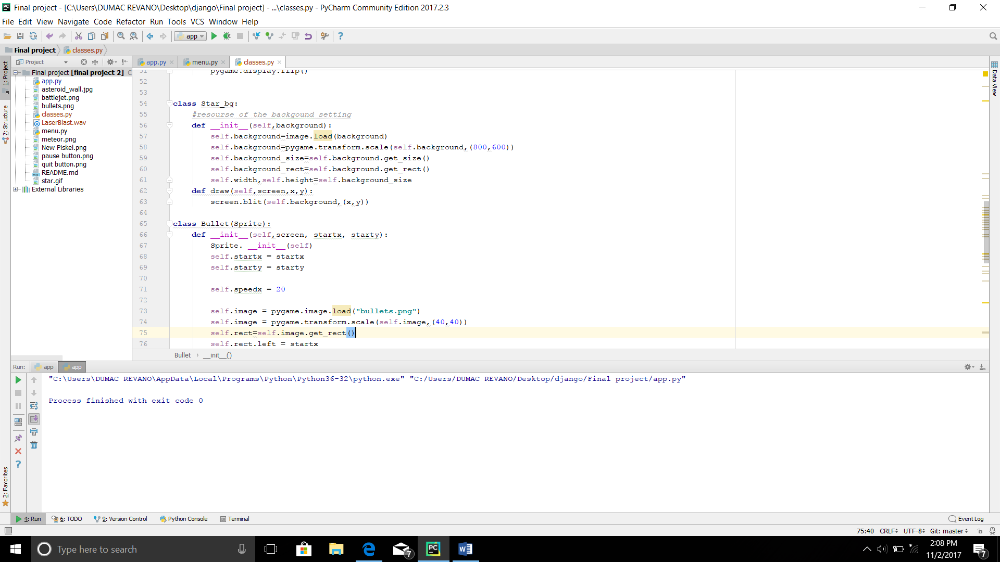 Final project - [C:\Users\DUMAC REVANO\Desktop\django\Final project] - ...\classes.py - PyCharm Community Edition 2017.2.3
File Edit View Navigate Code Refactor Run Tools VCS Window Help
app
Final project classes.py
Project
app.py menu.py classes.py
1: Project
Z: Structure
2: Favorites
Data View
Final project [final project 2]
app.py
asteroid_wall.jpg
battlejet.png
bullets.png
classes.py
LaserBlast.wav
menu.py
meteor.png
New Piskel.png
pause button.png
quit button.png
README.md
star.gif
External Libraries
51 pygame.display.flip()
52
53
54 class Star_bg:
55 #resourse of the backgound setting
56 def __init__(self,background):
57 self.background=image.load(background)
58 self.background=pygame.transform.scale(self.background,(800,600))
59 self.background_size=self.background.get_size()
60 self.background_rect=self.background.get_rect()
61 self.width,self.height=self.background_size
62 def draw(self,screen,x,y):
63 screen.blit(self.background,(x,y))
64
65 class Bullet(Sprite):
66 def __init__(self,screen, startx, starty):
67 Sprite. __init__(self)
68 self.startx = startx
69 self.starty = starty
70
71 self.speedx = 20
72
73 self.image = pygame.image.load("bullets.png")
74 self.image = pygame.transform.scale(self.image,(40,40))
75 self.rect=self.image.get_rect()
76 self.rect.left = startx
Bullet › __init__()
Run: app app
"C:\Users\DUMAC REVANO\AppData\Local\Programs\Python\Python36-32\python.exe" "C:/Users/DUMAC REVANO/Desktop/django/Final project/app.py"
Process finished with exit code 0
4: Run 6: TODO 9: Version Control Python Console Terminal Event Log
75:40 CRLF UTF-8 Git: master
Type here to search
7
2:08 PM
11/2/2017
7